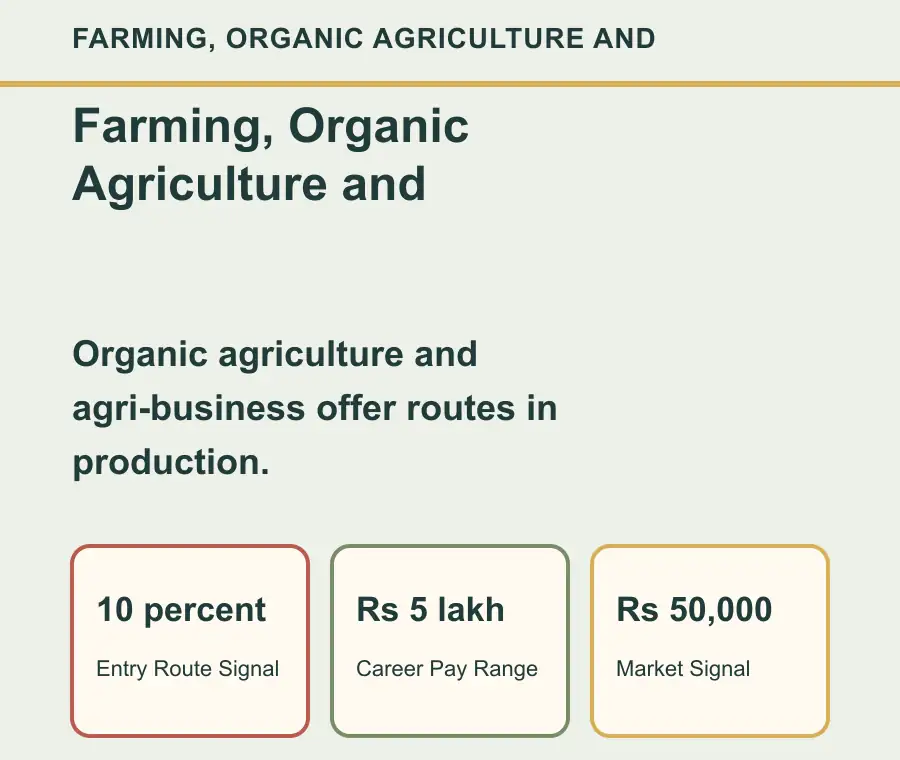 FARMING, ORGANIC AGRICULTURE AND
Farming, Organic
Agriculture and
Organic agriculture and
agri-business offer routes in
production.
10 percent
Entry Route Signal
Rs 5 lakh
Career Pay Range
Rs 50,000
Market Signal